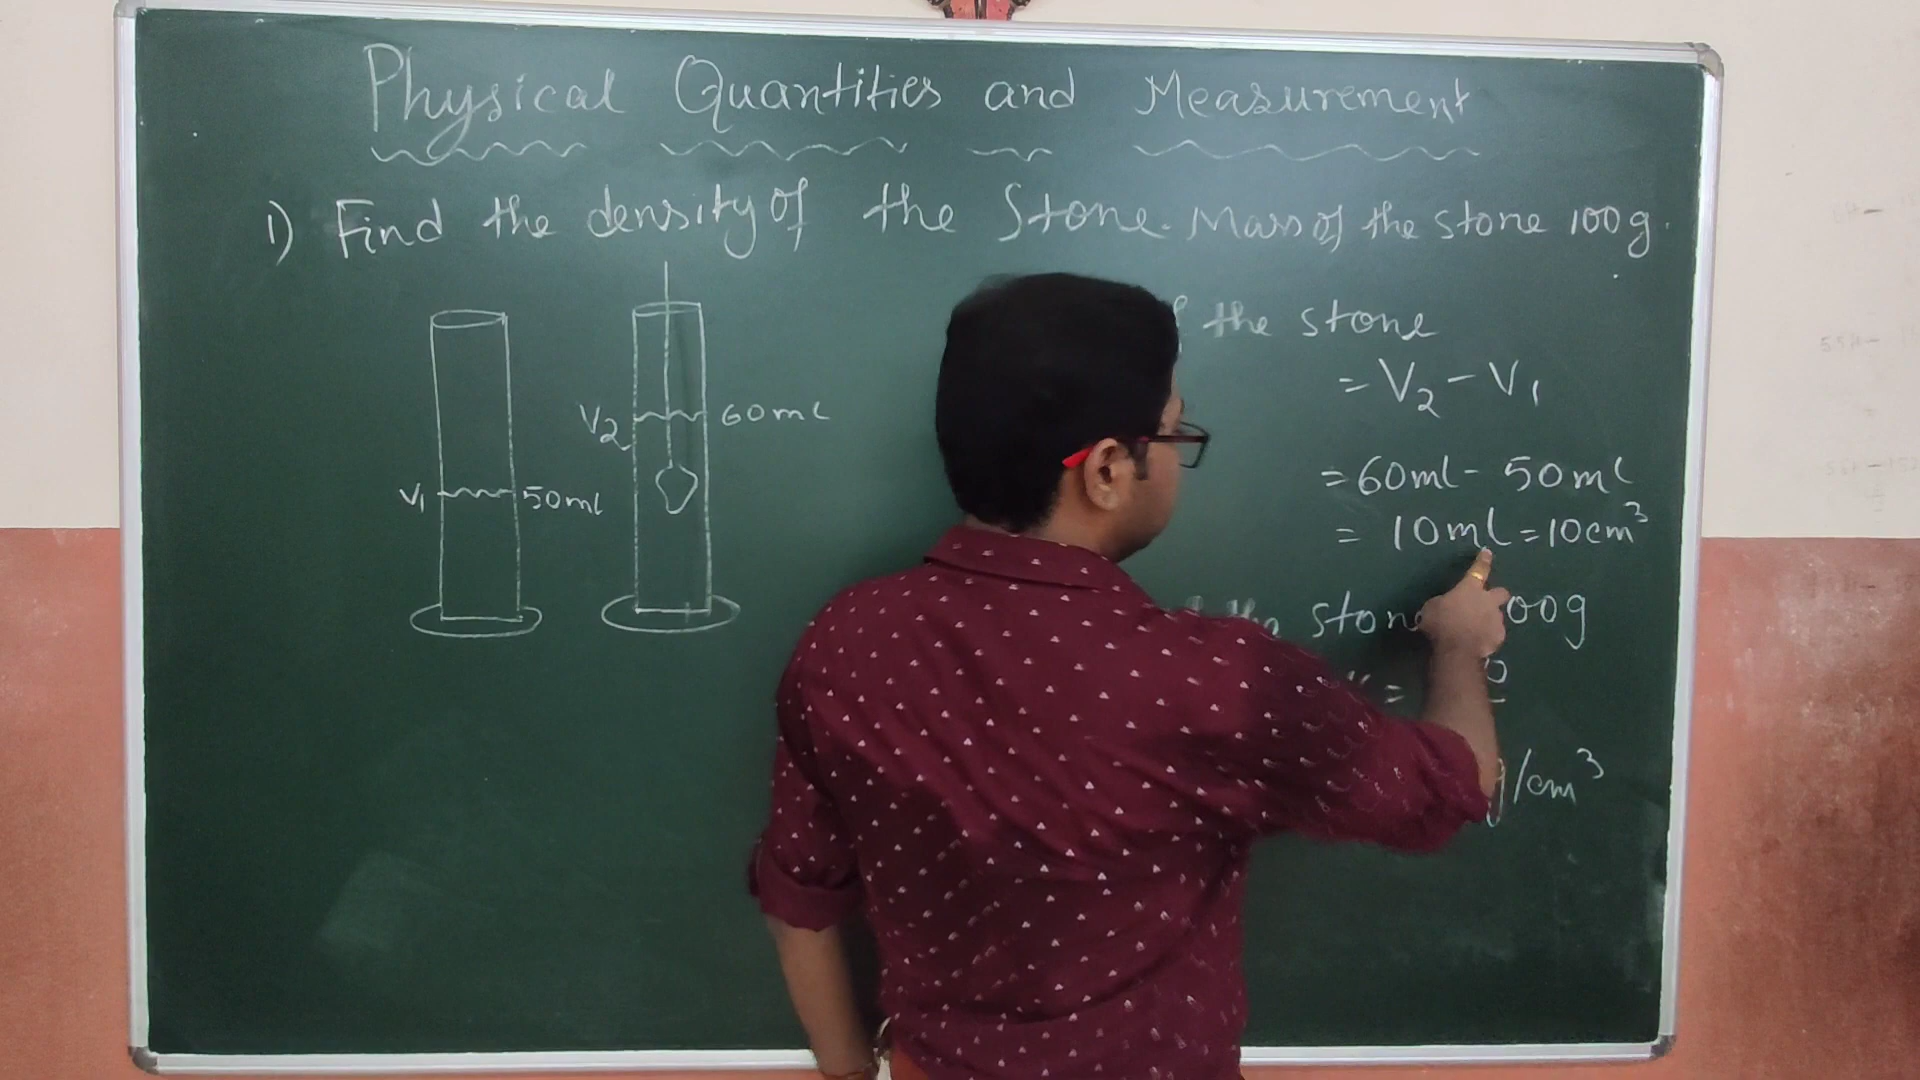 Physical Quantities and Measurement
1) Find the density of the Stone. Mass of the stone 100g.
V1 50ml
V2 60ml
the stone
= V₂ - V₁
= 60ml - 50ml
= 10ml = 10cm³
stone 00g
=
g/cm³